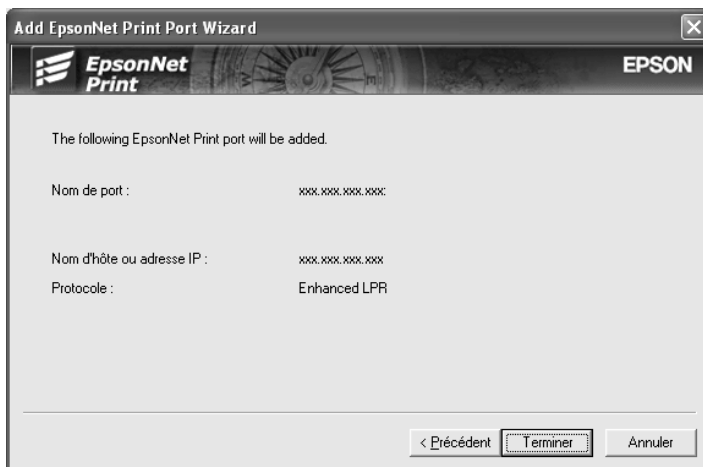 Add EpsonNet Print Port Wizard
EpsonNet
Print
EPSON
The following EpsonNet Print port will be added.
Nom de port : xxx.xxx.xxx.xxx:
Nom d'hôte ou adresse IP : xxx.xxx.xxx.xxx
Protocole : Enhanced LPR
< Précédent Terminer Annuler